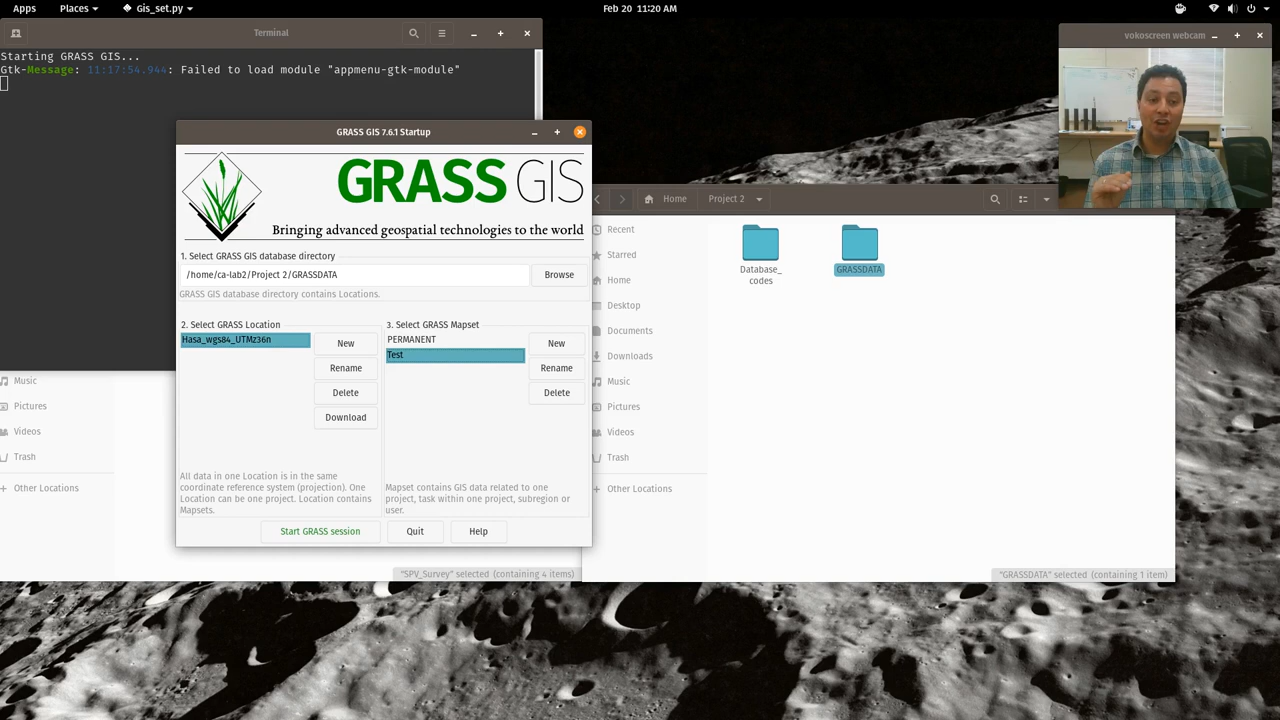 Apps Places Gis_set.py Feb 20 11:20 AM
Terminal
Starting GRASS GIS...
Gtk-Message: 11:17:54.944: Failed to load module "appmenu-gtk-module"
vokoscreen webcam
GRASS GIS 7.6.1 Startup
GRASS GIS
Bringing advanced geospatial technologies to the world
1. Select GRASS GIS database directory
/home/ca-lab2/Project 2/GRASSDATA
Browse
GRASS GIS database directory contains Locations.
2. Select GRASS Location
Hasa_wgs84_UTMz36n
New
Rename
Delete
Download
All data in one Location is in the same
coordinate reference system (projection). One
Location can be one project. Location contains
Mapsets.
3. Select GRASS Mapset
PERMANENT
Test
New
Rename
Delete
Mapset contains GIS data related to one
project, task within one project, subregion or
user.
Start GRASS session
Quit
Help
Music
Pictures
Videos
Trash
Other Locations
"SPV_Survey" selected (containing 4 items)
Home Project 2
Recent
Starred
Home
Desktop
Documents
Downloads
Music
Pictures
Videos
Trash
Other Locations
Database_
codes
GRASSDATA
"GRASSDATA" selected (containing 1 item)